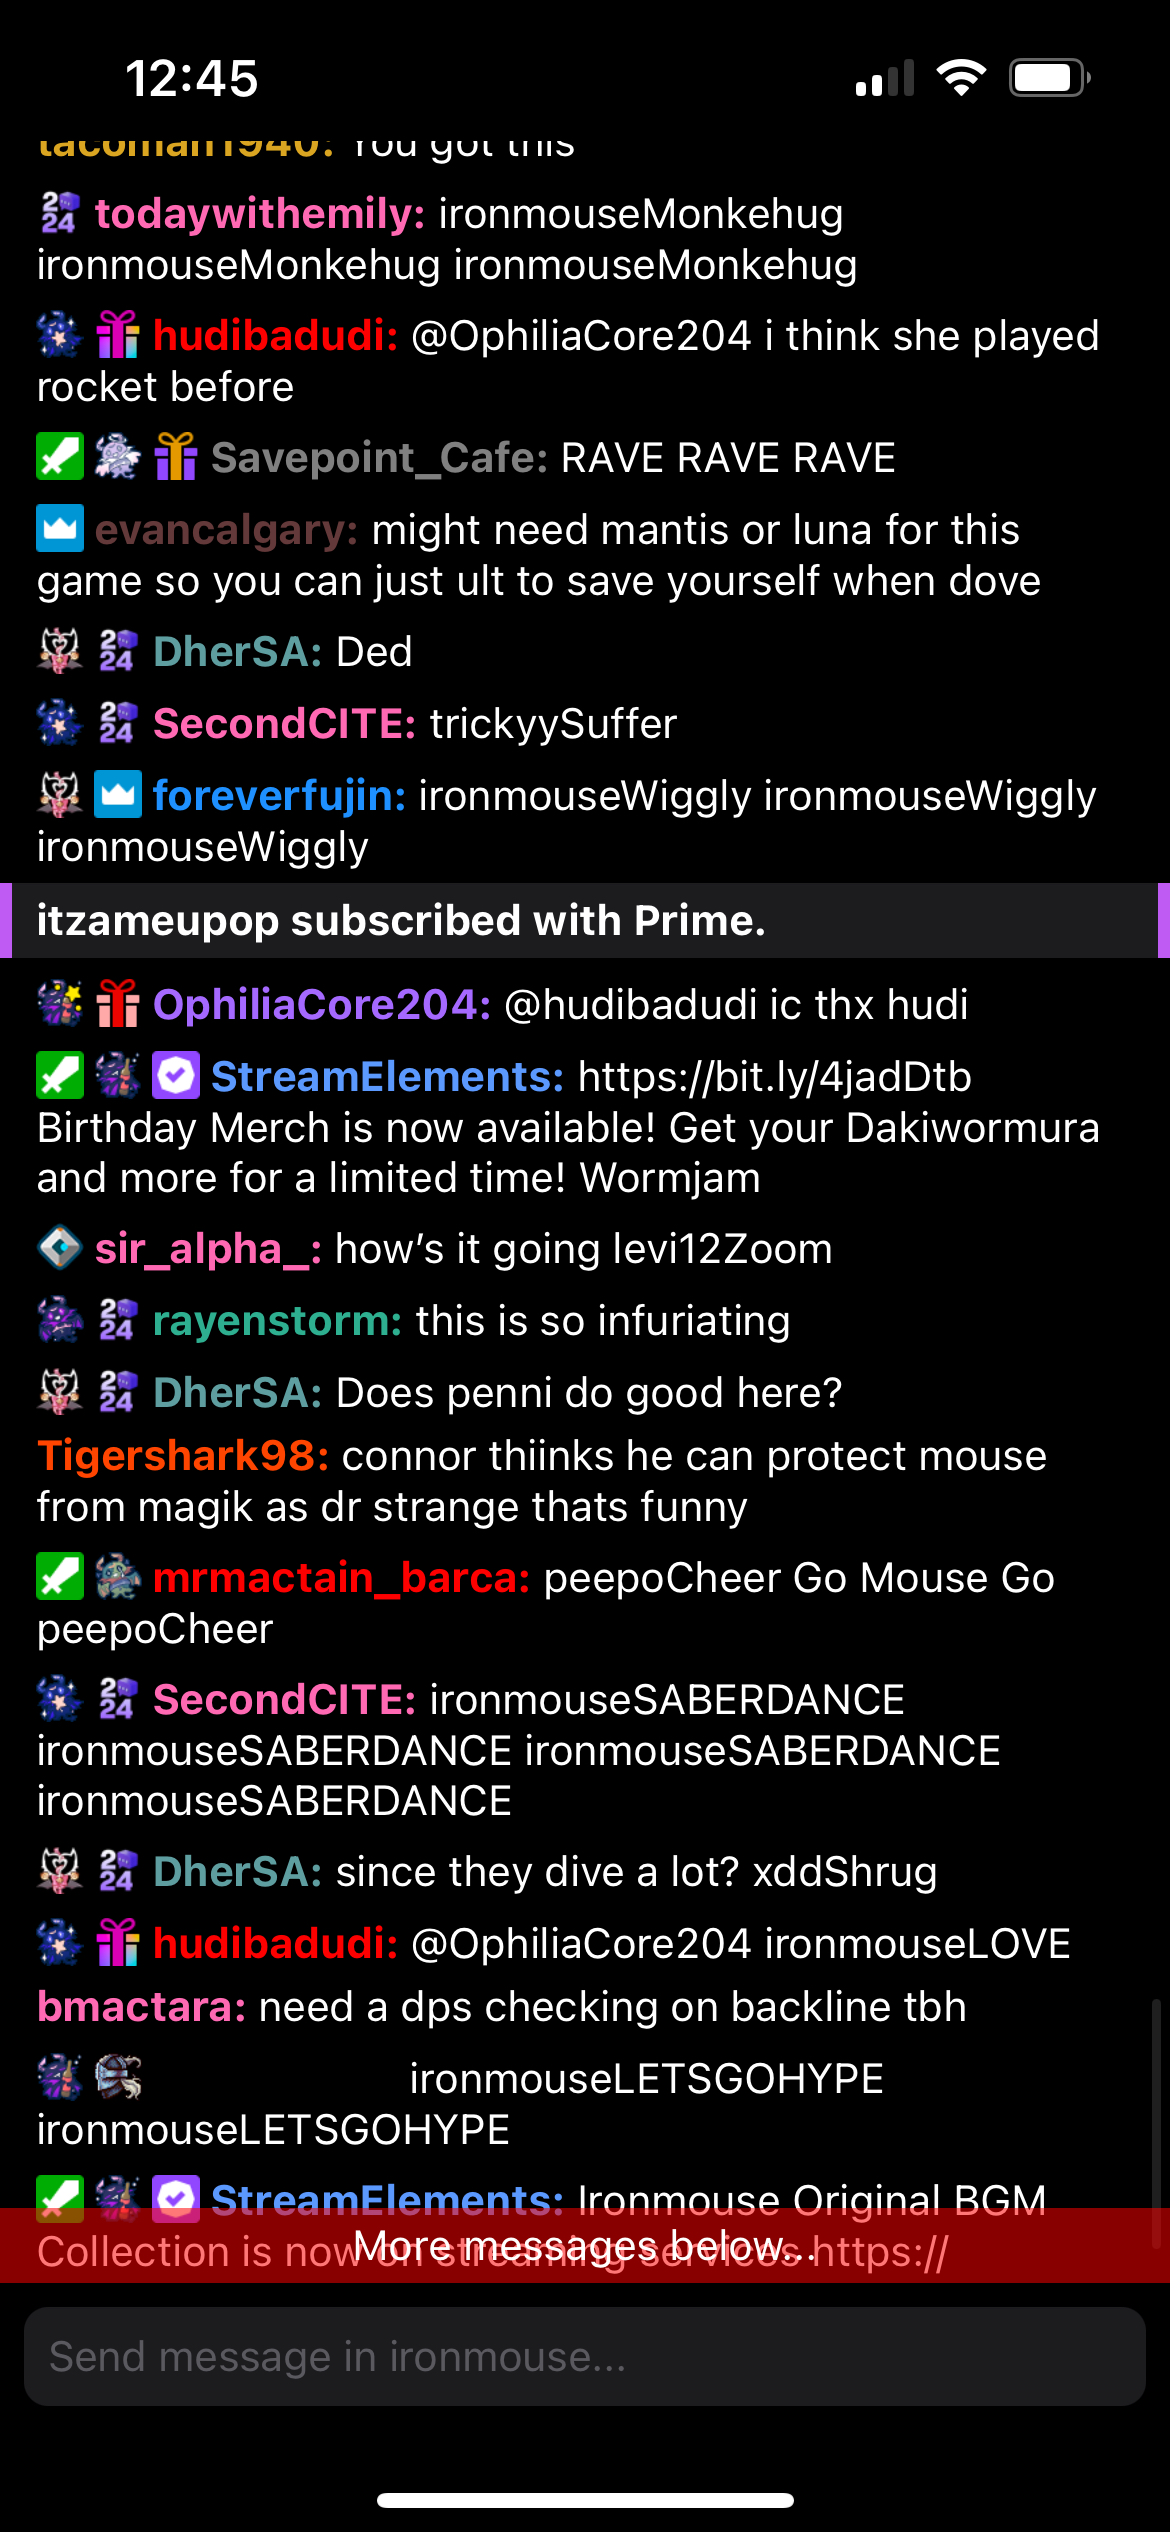 12:45
tacoman1940: You got this
todaywithemily: ironmouseMonkehug
ironmouseMonkehug ironmouseMonkehug
hudibadudi: @OphiliaCore204 i think she played
rocket before
Savepoint_Cafe: RAVE RAVE RAVE
evancalgary: might need mantis or luna for this
game so you can just ult to save yourself when dove
DherSA: Ded
SecondCITE: trickyySuffer
foreverfujin: ironmouseWiggly ironmouseWiggly
ironmouseWiggly
itzameupop subscribed with Prime.
OphiliaCore204: @hudibadudi ic thx hudi
StreamElements: https://bit.ly/4jadDtb
Birthday Merch is now available! Get your Dakiwormura
and more for a limited time! Wormjam
sir_alpha_: how’s it going levi12Zoom
rayenstorm: this is so infuriating
DherSA: Does penni do good here?
Tigershark98: connor thiinks he can protect mouse
from magik as dr strange thats funny
mrmactain_barca: peepoCheer Go Mouse Go
peepoCheer
SecondCITE: ironmouseSABERDANCE
ironmouseSABERDANCE ironmouseSABERDANCE
ironmouseSABERDANCE
DherSA: since they dive a lot? xddShrug
hudibadudi: @OphiliaCore204 ironmouseLOVE
bmactara: need a dps checking on backline tbh
ironmouseLETSGOHYPE
ironmouseLETSGOHYPE
StreamElements: Ironmouse Original BGM
Collection is now on streaming services https://
More messages below...
Send message in ironmouse...